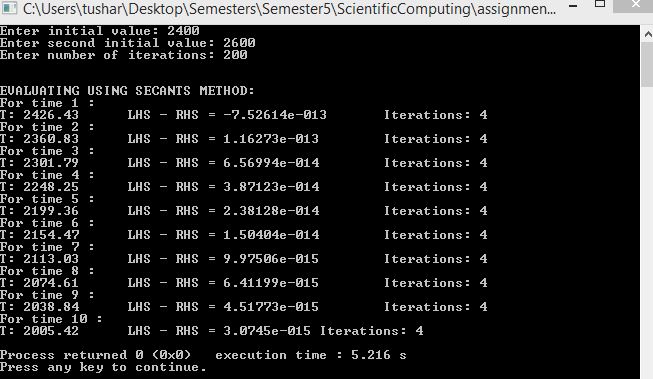 C:\Users\tushar\Desktop\Semesters\Semester5\ScientificComputing\assignmen...
Enter initial value: 2400
Enter second initial value: 2600
Enter number of iterations: 200
EVALUATING USING SECANTS METHOD:
For time 1 :
T: 2426.43 LHS - RHS = -7.52614e-013 Iterations: 4
For time 2 :
T: 2360.83 LHS - RHS = 1.16273e-013 Iterations: 4
For time 3 :
T: 2301.79 LHS - RHS = 6.56994e-014 Iterations: 4
For time 4 :
T: 2248.25 LHS - RHS = 3.87123e-014 Iterations: 4
For time 5 :
T: 2199.36 LHS - RHS = 2.38128e-014 Iterations: 4
For time 6 :
T: 2154.47 LHS - RHS = 1.50404e-014 Iterations: 4
For time 7 :
T: 2113.03 LHS - RHS = 9.97506e-015 Iterations: 4
For time 8 :
T: 2074.61 LHS - RHS = 6.41199e-015 Iterations: 4
For time 9 :
T: 2038.84 LHS - RHS = 4.51773e-015 Iterations: 4
For time 10 :
T: 2005.42 LHS - RHS = 3.0745e-015 Iterations: 4
Process returned 0 (0x0) execution time : 5.216 s
Press any key to continue.